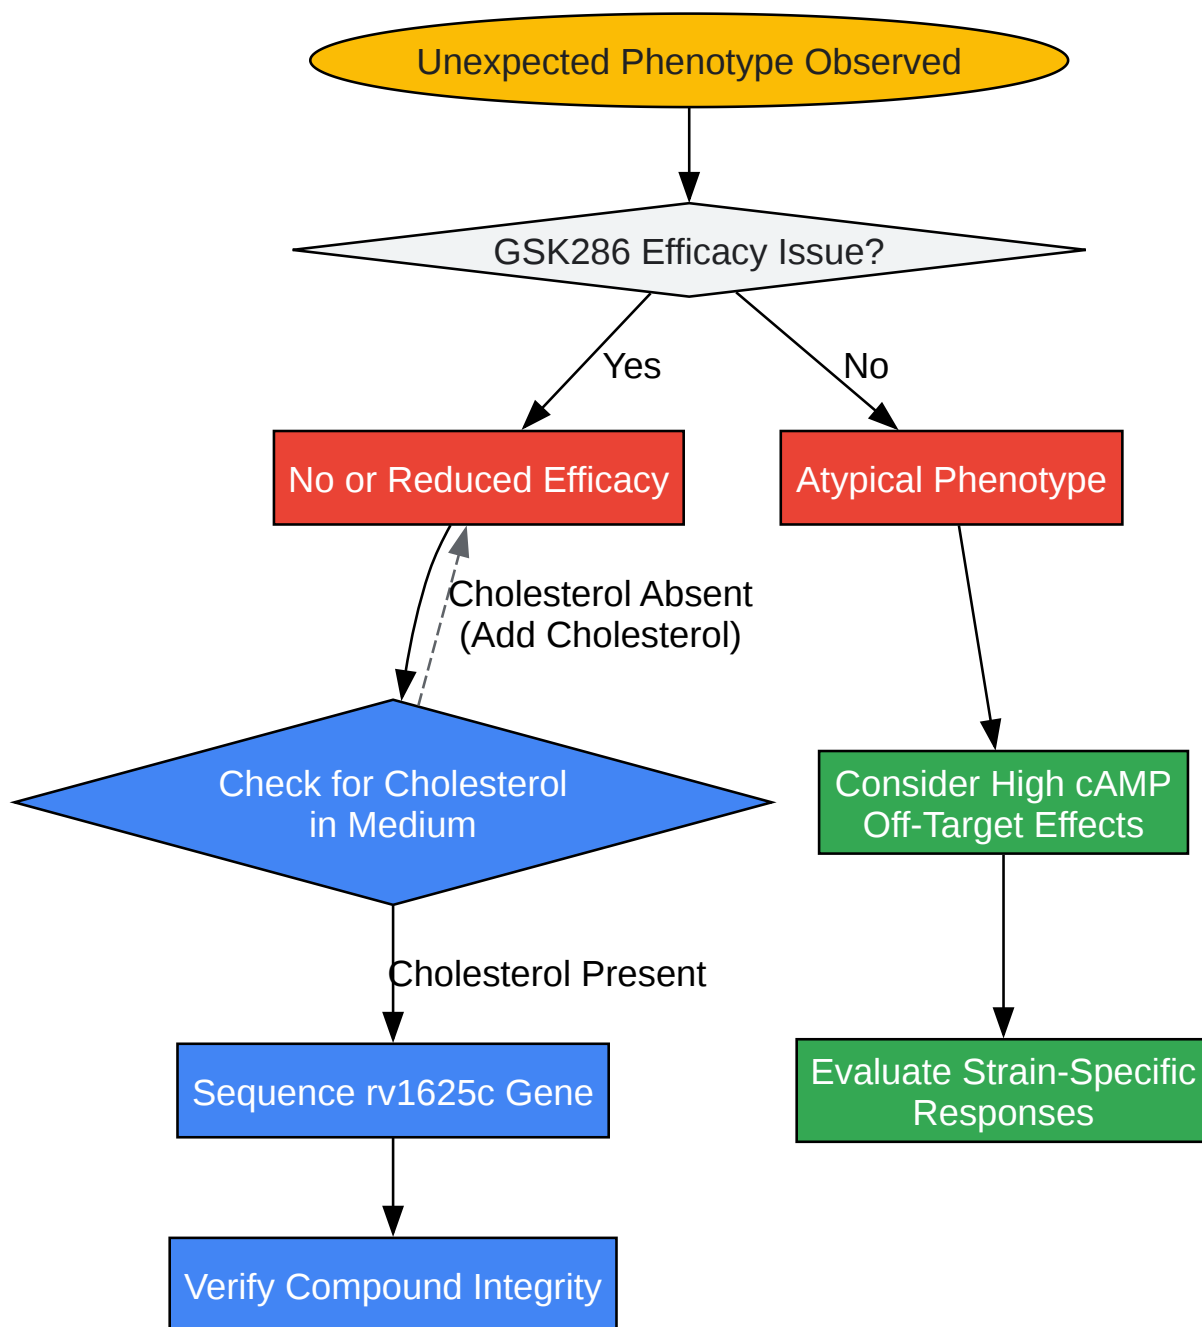 Unexpected Phenotype Observed
GSK286 Efficacy Issue?
Yes
No
No or Reduced Efficacy
Atypical Phenotype
Cholesterol Absent
(Add Cholesterol)
Check for Cholesterol
in Medium
Consider High cAMP
Off-Target Effects
Cholesterol Present
Sequence rv1625c Gene
Evaluate Strain-Specific
Responses
Verify Compound Integrity